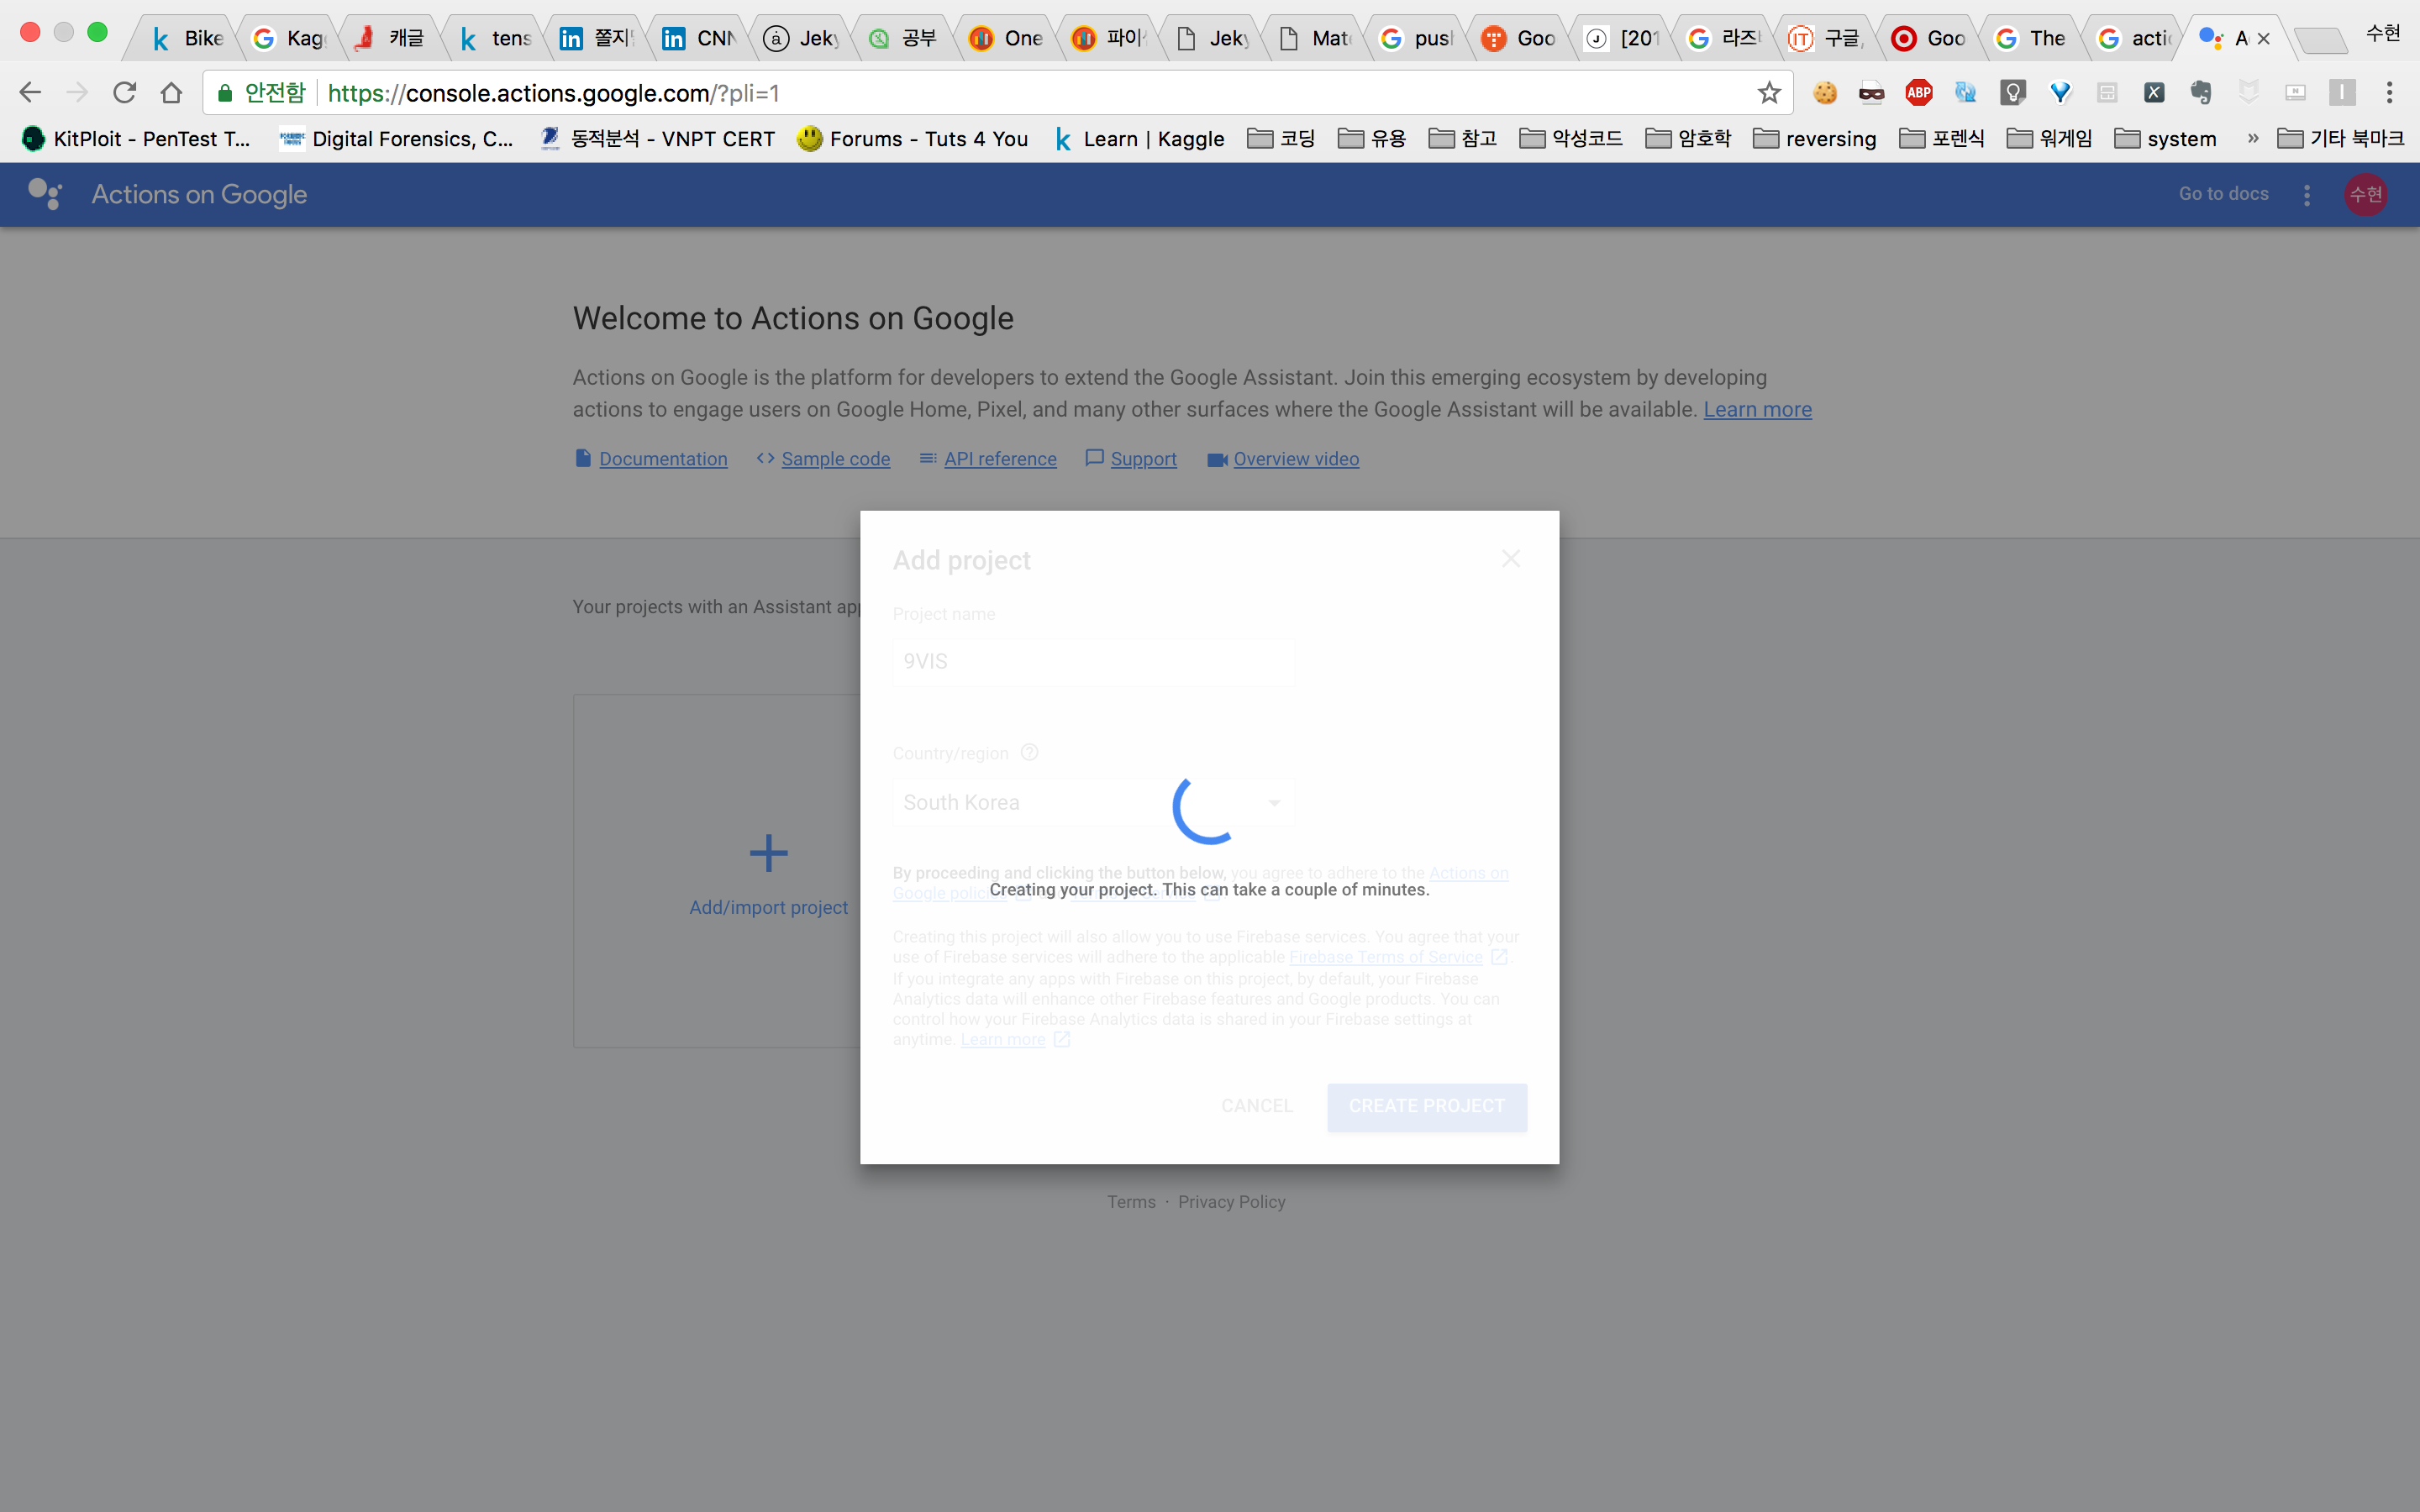 Bike
Kag
캐글
tens
CNN
Jeky
공부
One
Jeky
Mat
push
Goo
[201
구글,
Goo
The
actio
A
수현
안전함
https://console.actions.google.com/?pli=1
ABP
KitPloit - PenTest T...
Digital Forensics, C...
동적분석 - VNPT CERT
Forums - Tuts 4 You
Learn | Kaggle
코딩
유용
참고
악성코드
암호학
reversing
포렌식
워게임
system
»
기타 북마크
Actions on Google
Go to docs
수현
Welcome to Actions on Google
Actions on Google is the platform for developers to extend the Google Assistant. Join this emerging ecosystem by developing
actions to engage users on Google Home, Pixel, and many other surfaces where the Google Assistant will be available. Learn more
Documentation
Sample code
API reference
Support
Overview video
Your projects with an Assistant app
Add/import project
Add project
Project name
9VIS
Country/region
South Korea
By proceeding and clicking the button below, you agree to adhere to the Actions on
Google policies
Creating your project. This can take a couple of minutes.
Creating this project will also allow you to use Firebase services. You agree that your
use of Firebase services will adhere to the applicable Firebase Terms of Service
If you integrate any apps with Firebase on this project, by default, your Firebase
Analytics data will enhance other Firebase features and Google products. You can
control how your Firebase Analytics data is shared in your Firebase settings at
anytime. Learn more
CANCEL
CREATE PROJECT
Terms · Privacy Policy